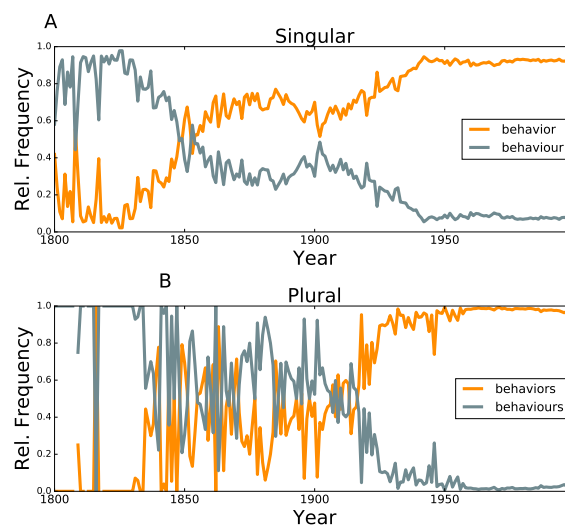 A
Singular
1.0
0.8
0.6
0.4
0.2
0.0
Rel. Frequency
behavior
behaviour
1800 1850 1900 1950
Year
B
Plural
1.0
0.8
0.6
0.4
0.2
0.0
Rel. Frequency
behaviors
behaviours
1800 1850 1900 1950
Year